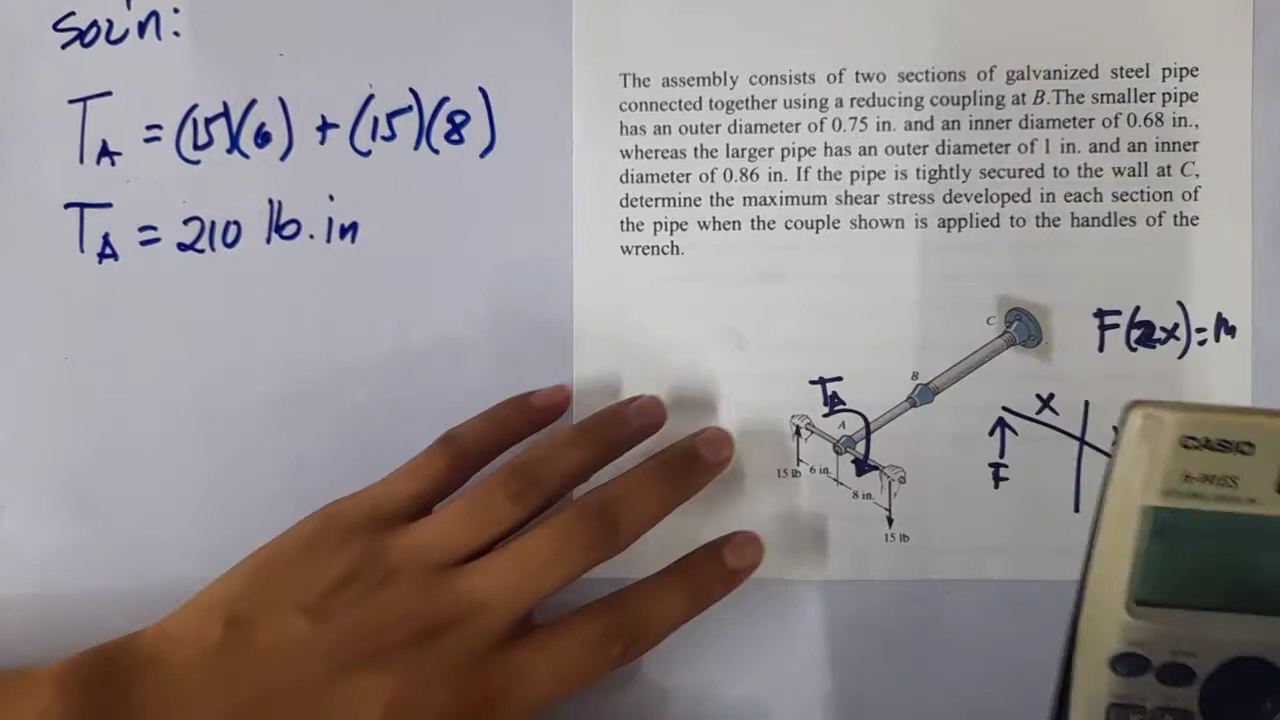 Sol'n:
T_A = (15)(6) + (15)(8)
T_A = 210 lb.in
The assembly consists of two sections of galvanized steel pipe
connected together using a reducing coupling at B.The smaller pipe
has an outer diameter of 0.75 in. and an inner diameter of 0.68 in.,
whereas the larger pipe has an outer diameter of 1 in. and an inner
diameter of 0.86 in. If the pipe is tightly secured to the wall at C,
determine the maximum shear stress developed in each section of
the pipe when the couple shown is applied to the handles of the
wrench.
C
F(2x)=M
B
T_A
A
X
15 lb
6 in.
8 in.
F
15 lb
CASIO